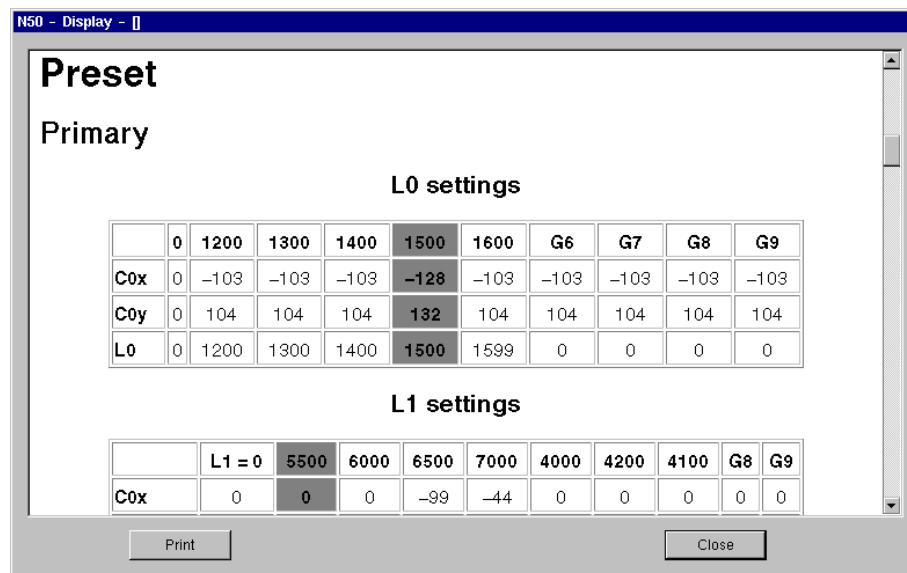 N50 – Display – []
Preset
Primary
L0 settings
0 1200 1300 1400 1500 1600 G6 G7 G8 G9
C0x 0 –103 –103 –103 –128 –103 –103 –103 –103 –103
C0y 0 104 104 104 132 104 104 104 104 104
L0 0 1200 1300 1400 1500 1599 0 0 0 0
L1 settings
L1 = 0 5500 6000 6500 7000 4000 4200 4100 G8 G9
C0x 0 0 0 –99 –44 0 0 0 0 0
Print Close